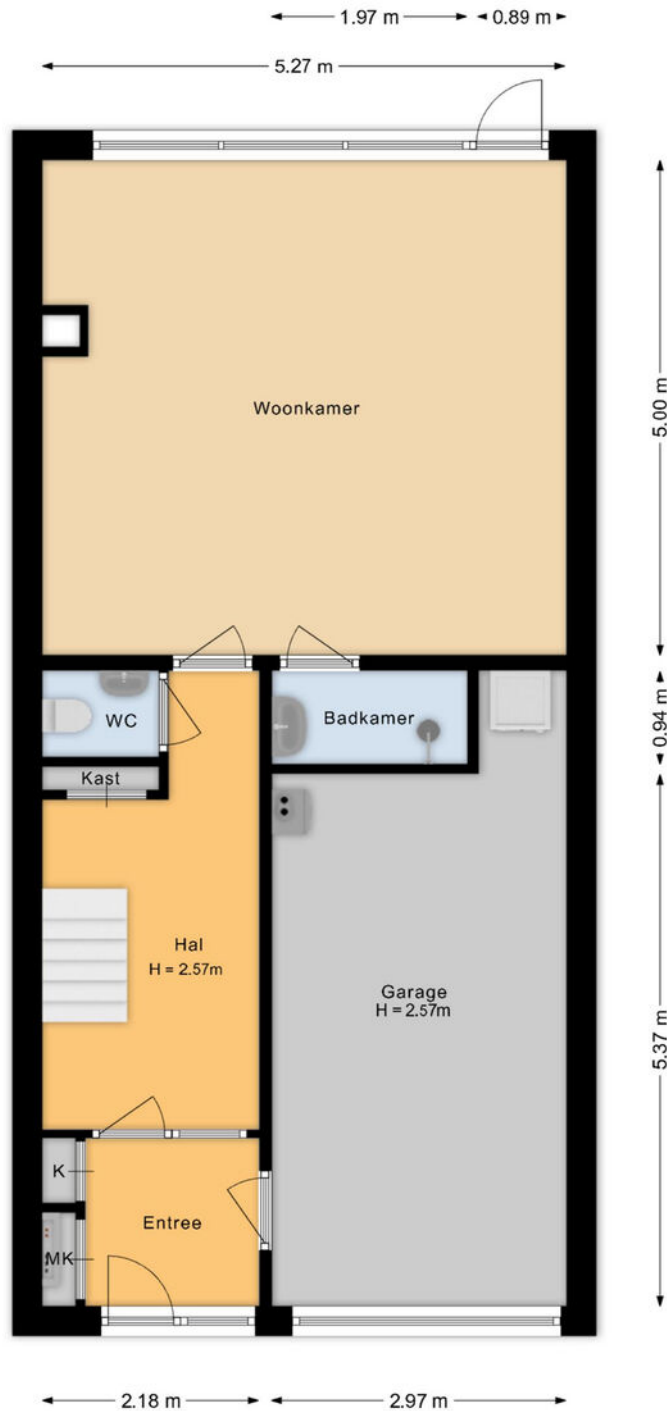 1.97 m
0.89 m
5.27 m
5.00 m
Woonkamer
WC
Badkamer
0.94 m
Kast
Hal
H = 2.57m
Garage
H = 2.57m
5.37 m
K
Entree
MK
2.18 m
2.97 m